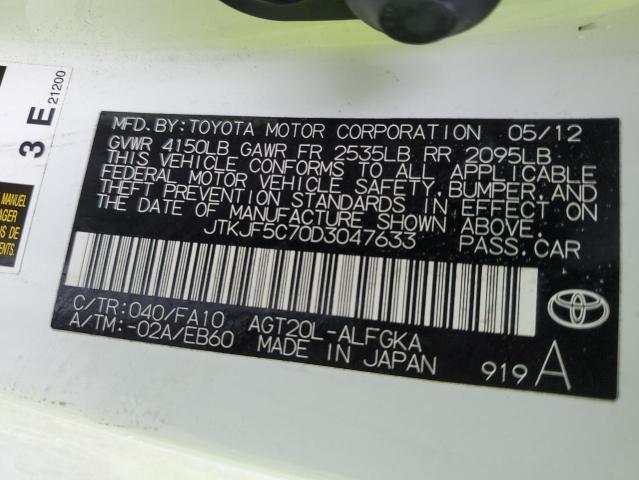 3 E 21200
MANUEL
AGER
US DE
ENTS.
MFD. BY: TOYOTA MOTOR CORPORATION 05/12
GVWR 4150LB GAWR FR 2535LB RR 2095LB
THIS VEHICLE CONFORMS TO ALL APPLICABLE
FEDERAL MOTOR VEHICLE SAFETY, BUMPER, AND
THEFT PREVENTION STANDARDS IN EFFECT ON
THE DATE OF MANUFACTURE SHOWN ABOVE.
JTKJF5C70D3047633 PASS. CAR
C/TR: 040/FA10 AGT20L-ALFGKA
A/TM: -02A/EB60 MADE IN JAPAN
919 A
TOYOTA